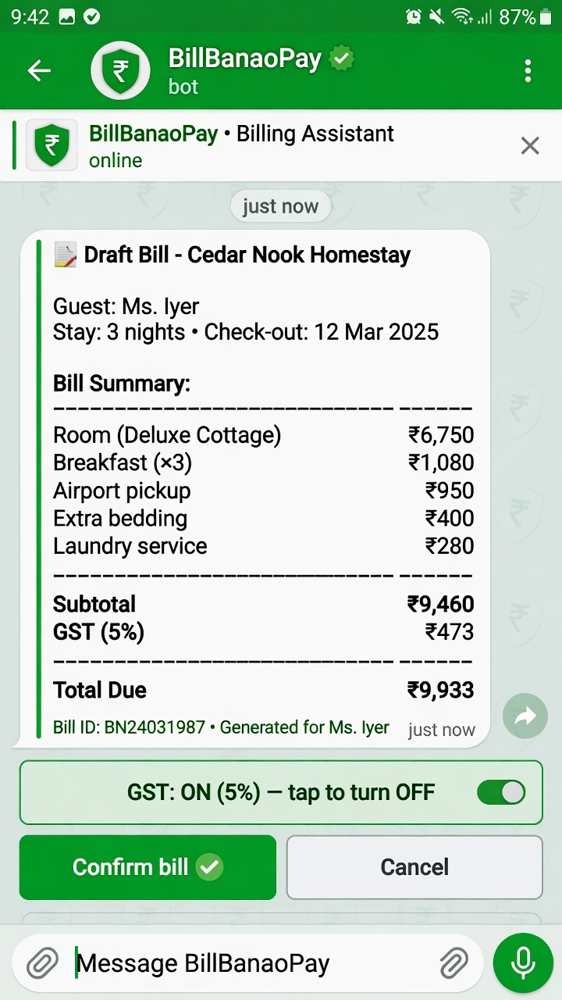 9:42 87%
BillBanaoPay
bot
BillBanaoPay • Billing Assistant
online
just now
Draft Bill - Cedar Nook Homestay
Guest: Ms. Iyer
Stay: 3 nights • Check-out: 12 Mar 2025
Bill Summary:
Room (Deluxe Cottage) ₹6,750
Breakfast (×3) ₹1,080
Airport pickup ₹950
Extra bedding ₹400
Laundry service ₹280
Subtotal ₹9,460
GST (5%) ₹473
Total Due ₹9,933
Bill ID: BN24031987 • Generated for Ms. Iyer just now
GST: ON (5%) — tap to turn OFF
Confirm bill Cancel
Message BillBanaoPay